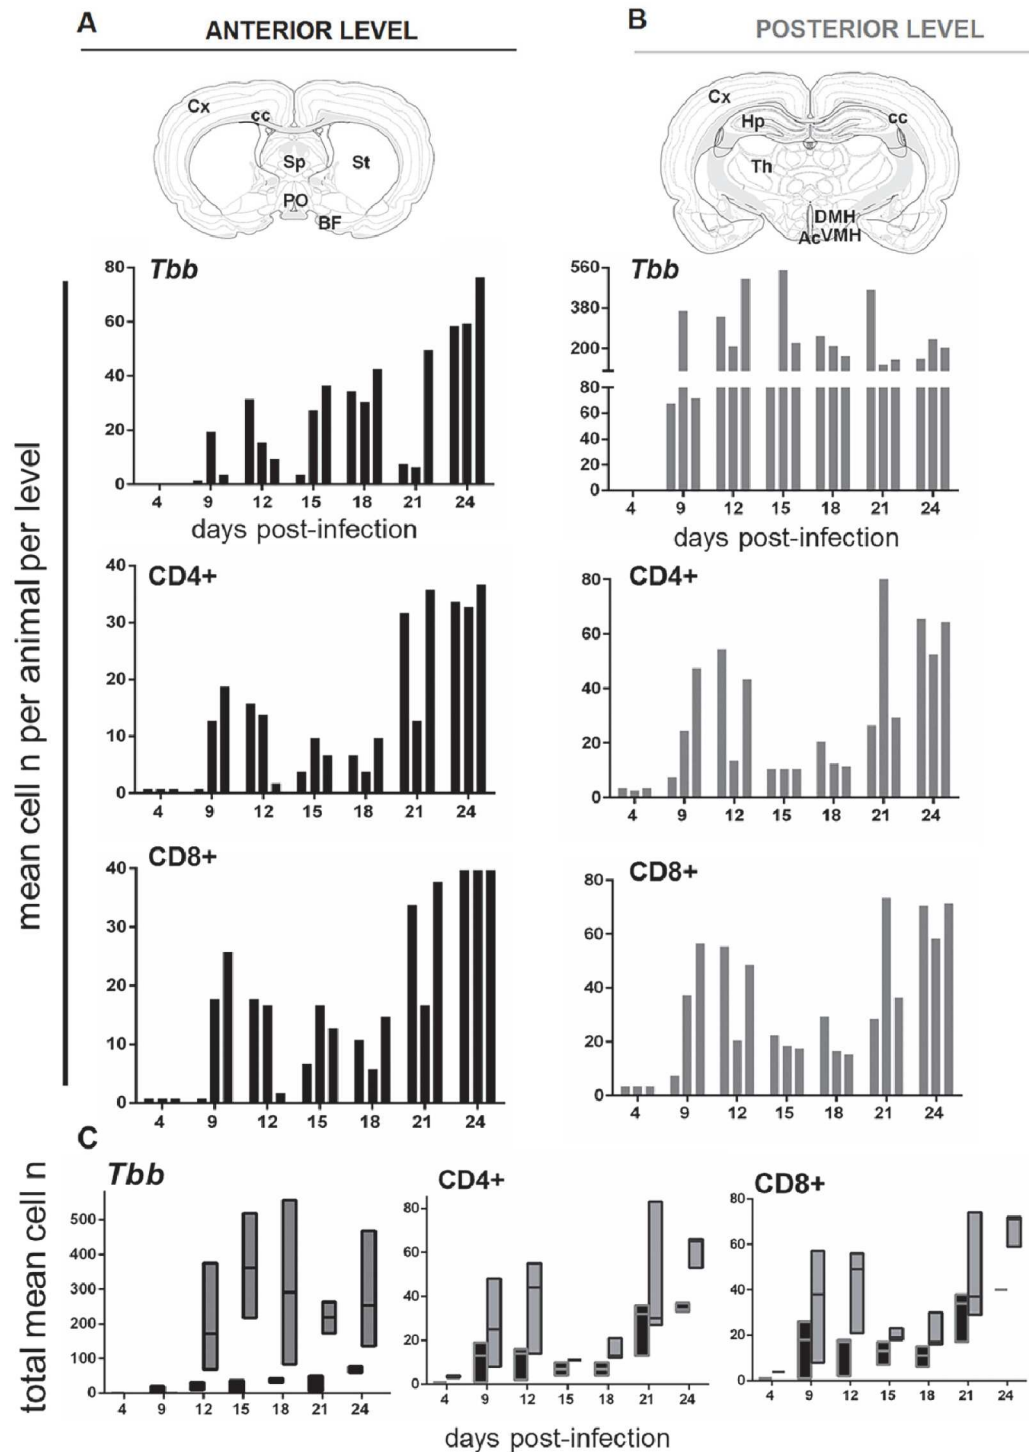 A
ANTERIOR LEVEL
B
POSTERIOR LEVEL
Cx
cc
Sp
St
PO
BF
Cx
Hp
cc
Th
DMH
AcVMH
mean cell n per animal per level
Tbb
80
60
40
20
0
4 9 12 15 18 21 24
days post-infection
Tbb
560
380
200
80
60
40
20
0
4 9 12 15 18 21 24
days post-infection
CD4+
40
30
20
10
0
4 9 12 15 18 21 24
CD4+
80
60
40
20
0
4 9 12 15 18 21 24
CD8+
40
30
20
10
0
4 9 12 15 18 21 24
CD8+
80
60
40
20
0
4 9 12 15 18 21 24
C
total mean cell n
Tbb
500
400
300
200
100
0
4 9 12 15 18 21 24
CD4+
80
60
40
20
0
4 9 12 15 18 21 24
CD8+
80
60
40
20
0
4 9 12 15 18 21 24
days post-infection